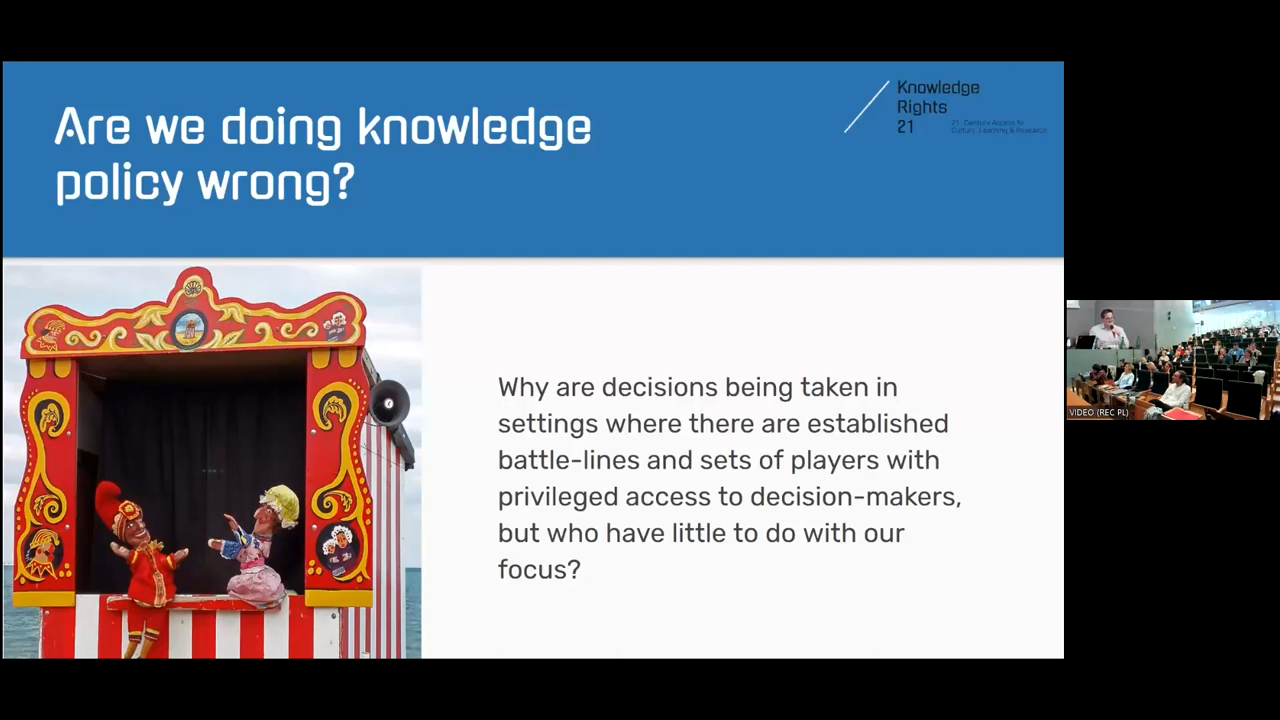 Are we doing knowledge
policy wrong?
Knowledge
Rights
21
21 Century Access to
Culture, Learning & Research
Why are decisions being taken in
settings where there are established
battle-lines and sets of players with
privileged access to decision-makers,
but who have little to do with our
focus?
VIDEO (REC PL)